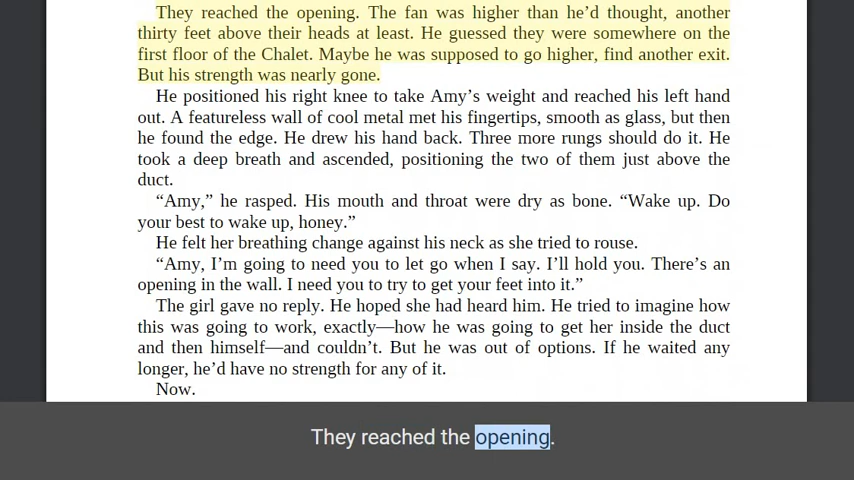 They reached the opening. The fan was higher than he’d thought, another
thirty feet above their heads at least. He guessed they were somewhere on the
first floor of the Chalet. Maybe he was supposed to go higher, find another exit.
But his strength was nearly gone.
He positioned his right knee to take Amy’s weight and reached his left hand
out. A featureless wall of cool metal met his fingertips, smooth as glass, but then
he found the edge. He drew his hand back. Three more rungs should do it. He
took a deep breath and ascended, positioning the two of them just above the
duct.
“Amy,” he rasped. His mouth and throat were dry as bone. “Wake up. Do
your best to wake up, honey.”
He felt her breathing change against his neck as she tried to rouse.
“Amy, I’m going to need you to let go when I say. I’ll hold you. There’s an
opening in the wall. I need you to try to get your feet into it.”
The girl gave no reply. He hoped she had heard him. He tried to imagine how
this was going to work, exactly—how he was going to get her inside the duct
and then himself—and couldn’t. But he was out of options. If he waited any
longer, he’d have no strength for any of it.
Now.
They reached the opening.